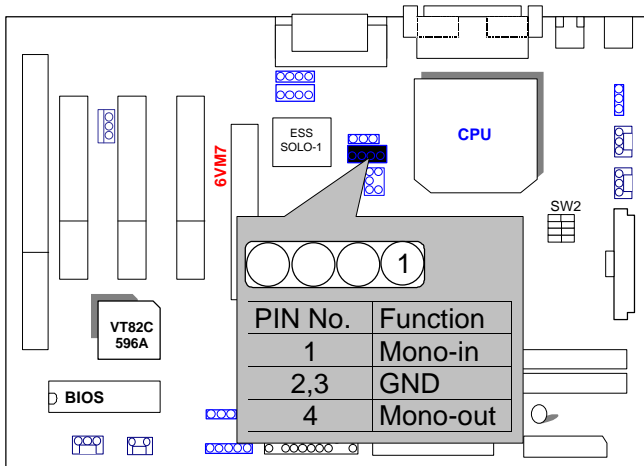 ESS
SOLO-1
CPU
6VM7
SW2
1
PIN No. Function
1 Mono-in
2,3 GND
4 Mono-out
VT82C
596A
BIOS